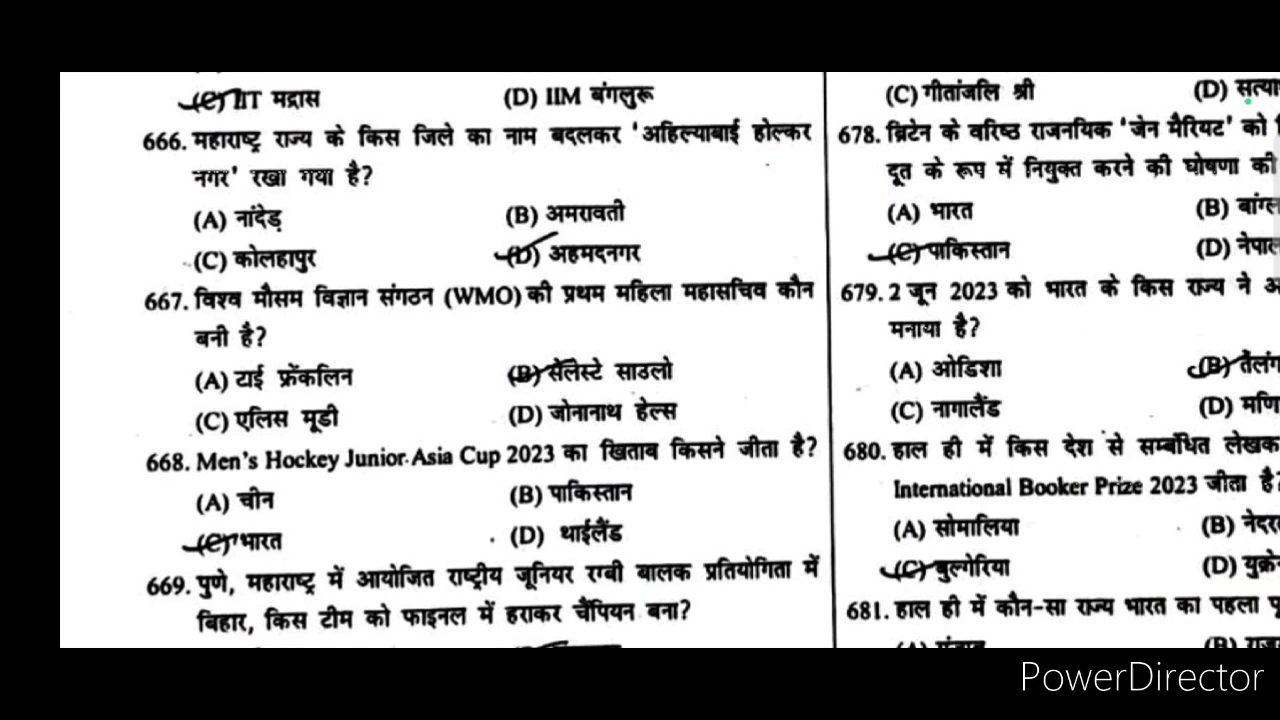 (C) IIT मद्रास
(D) IIM बंगलुरू
666. महाराष्ट्र राज्य के किस जिले का नाम बदलकर 'अहिल्याबाई होल्कर
नगर' रखा गया है?
(A) नांदेड़
(B) अमरावती
(C) कोलहापुर
(D) अहमदनगर
667. विश्व मौसम विज्ञान संगठन (WMO) की प्रथम महिला महासचिव कौन
बनी है?
(A) टाई फ्रेंकलिन
(B) सेलेस्टे साउलो
(C) एलिस मूडी
(D) जोनानाथ हेल्स
668. Men's Hockey Junior Asia Cup 2023 का खिताब किसने जीता है?
(A) चीन
(B) पाकिस्तान
(C) भारत
(D) थाईलैंड
669. पुणे, महाराष्ट्र में आयोजित राष्ट्रीय जूनियर रग्बी बालक प्रतियोगिता में
बिहार, किस टीम को फाइनल में हराकर चैंपियन बना?
(C) गीतांजलि श्री
(D) सत्या
678. ब्रिटेन के वरिष्ठ राजनयिक 'जेन मैरियट' को
दूत के रूप में नियुक्त करने की घोषणा की
(A) भारत
(B) बांग्ल
(C) पाकिस्तान
(D) नेपाल
679. 2 जून 2023 को भारत के किस राज्य ने अ
मनाया है?
(A) ओडिशा
(B) तेलंग
(C) नागालैंड
(D) मणि
680. हाल ही में किस देश से सम्बंधित लेखक
International Booker Prize 2023 जीता है?
(A) सोमालिया
(B) नेदर
(C) बुल्गेरिया
(D) युक्रे
681. हाल ही में कौन-सा राज्य भारत का पहला पू
PowerDirector